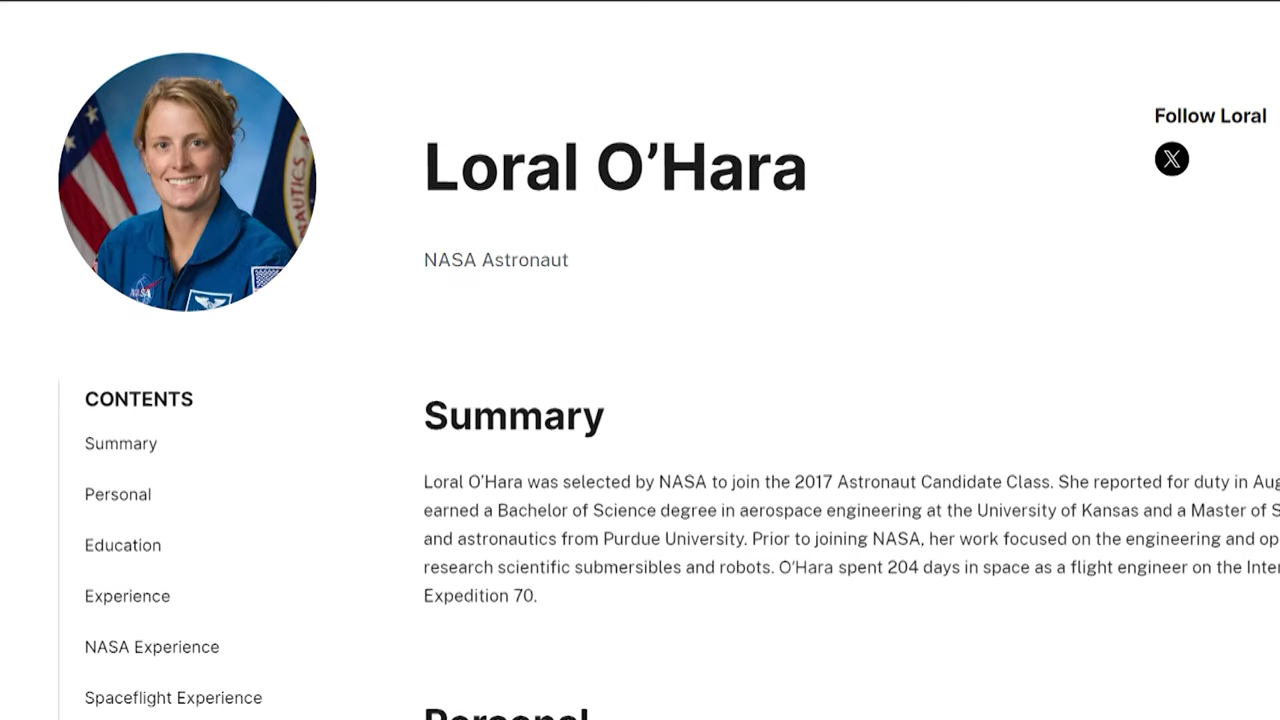 Follow Loral
Loral O’Hara
NASA Astronaut
NASA
NAUTICS A
CONTENTS
Summary
Personal
Education
Experience
NASA Experience
Spaceflight Experience
Summary
Loral O’Hara was selected by NASA to join the 2017 Astronaut Candidate Class. She reported for duty in Aug
earned a Bachelor of Science degree in aerospace engineering at the University of Kansas and a Master of S
and astronautics from Purdue University. Prior to joining NASA, her work focused on the engineering and op
research scientific submersibles and robots. O’Hara spent 204 days in space as a flight engineer on the Inter
Expedition 70.
Personal